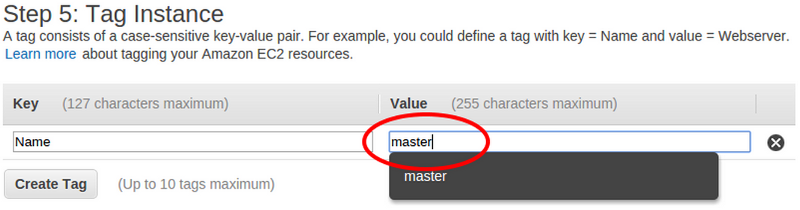 Step 5: Tag Instance
A tag consists of a case-sensitive key-value pair. For example, you could define a tag with key = Name and value = Webserver.
Learn more about tagging your Amazon EC2 resources.
Key (127 characters maximum) Value (255 characters maximum)
Name master
master
Create Tag (Up to 10 tags maximum)